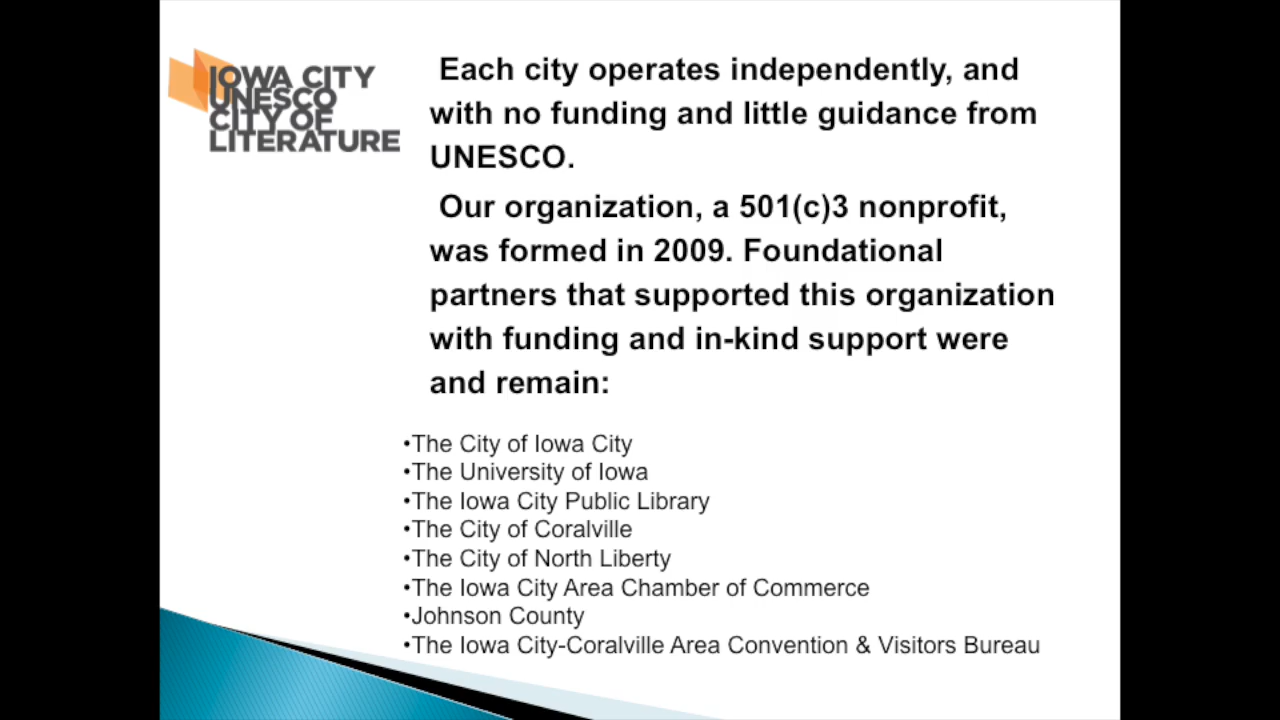 IOWA CITY
UNESCO
CITY OF
LITERATURE
Each city operates independently, and
with no funding and little guidance from
UNESCO.
Our organization, a 501(c)3 nonprofit,
was formed in 2009. Foundational
partners that supported this organization
with funding and in-kind support were
and remain:
•The City of Iowa City
•The University of Iowa
•The Iowa City Public Library
•The City of Coralville
•The City of North Liberty
•The Iowa City Area Chamber of Commerce
•Johnson County
•The Iowa City-Coralville Area Convention & Visitors Bureau